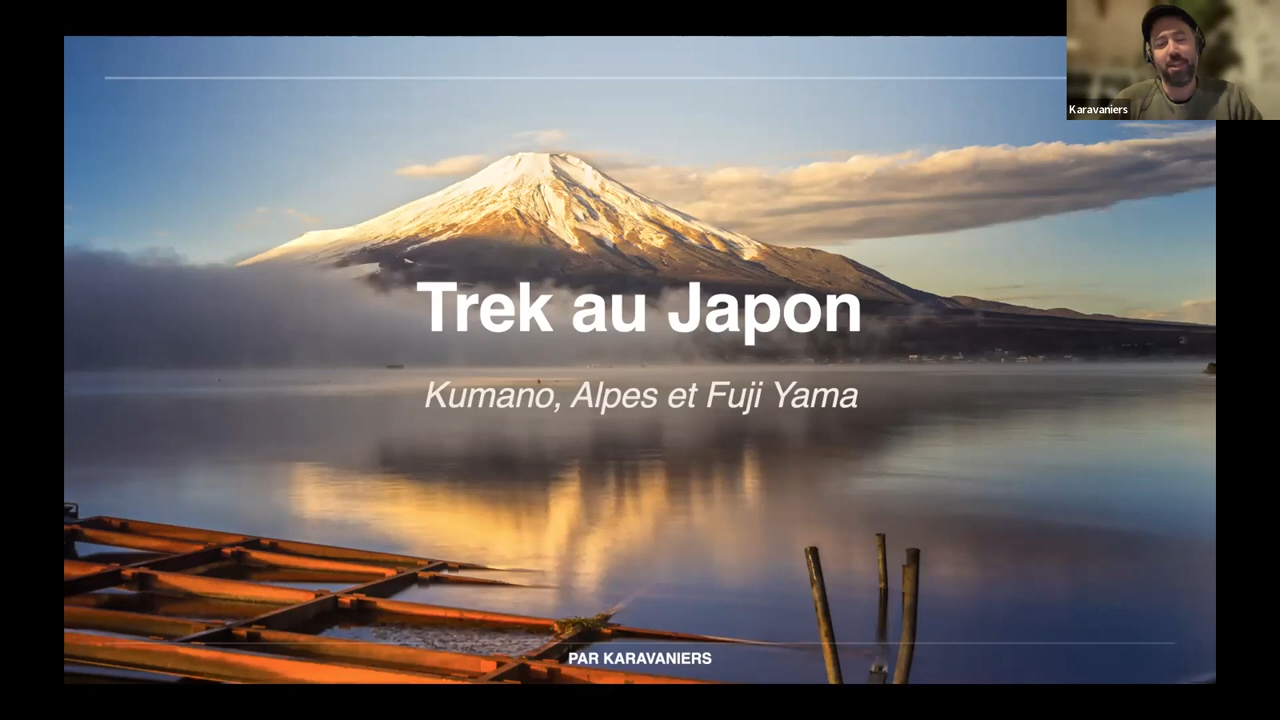 Karavaniers
Trek au Japon
Kumano, Alpes et Fuji Yama
PAR KARAVANIERS